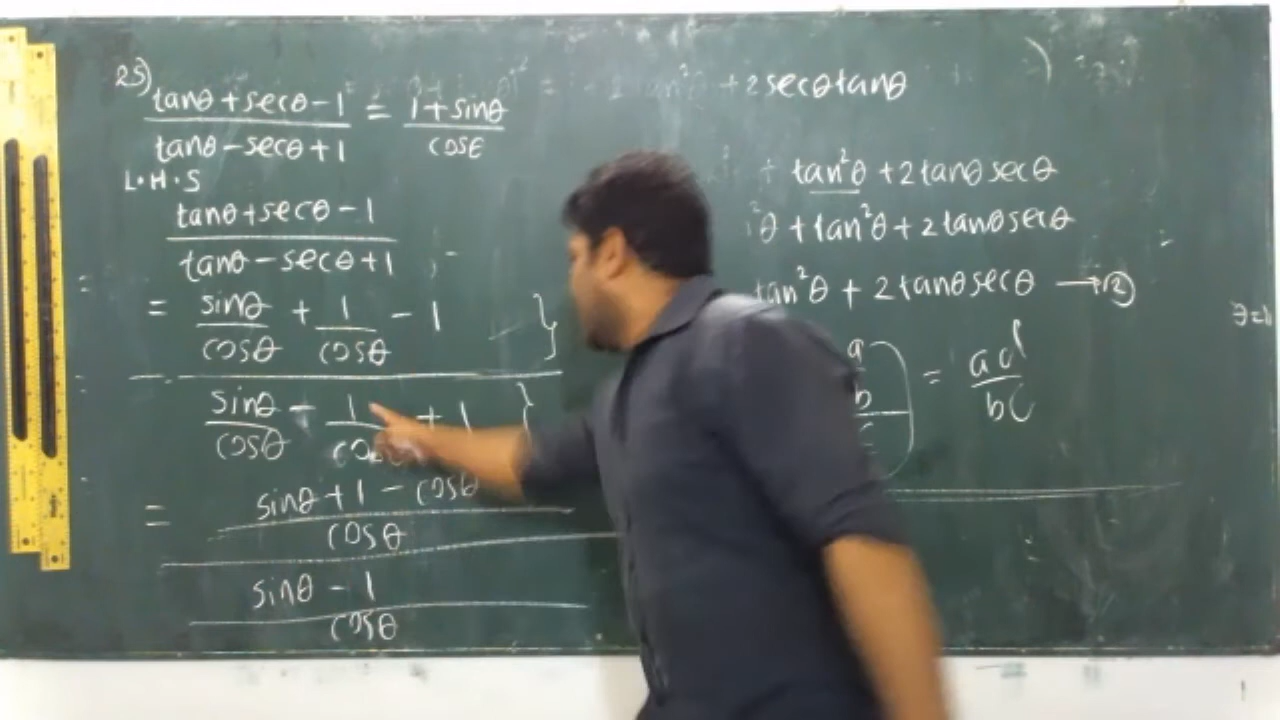 25) tanθ + secθ - 1 = 1 + sinθ
tanθ - secθ + 1 cosθ
L.H.S
tanθ + secθ - 1
tanθ - secθ + 1
= sinθ + 1 - 1
cosθ cosθ
sinθ - 1 + 1
cosθ
= sinθ + 1 - cosθ
cosθ
sinθ - 1
cosθ
+ 2secθtanθ
+ tan²θ + 2tanθsecθ
²θ + tan²θ + 2tanθsecθ
tan²θ + 2tanθsecθ → ②
a
b = ad
c bc